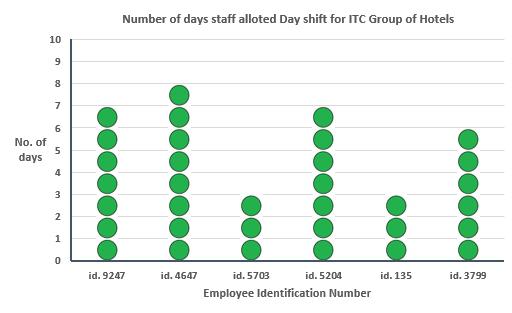 Number of days staff alloted Day shift for ITC Group of Hotels
10
9
8
7
6
5
4
3
2
1
0
No. of
days
id. 9247 id. 4647 id. 5703 id. 5204 id. 135 id. 3799
Employee Identification Number